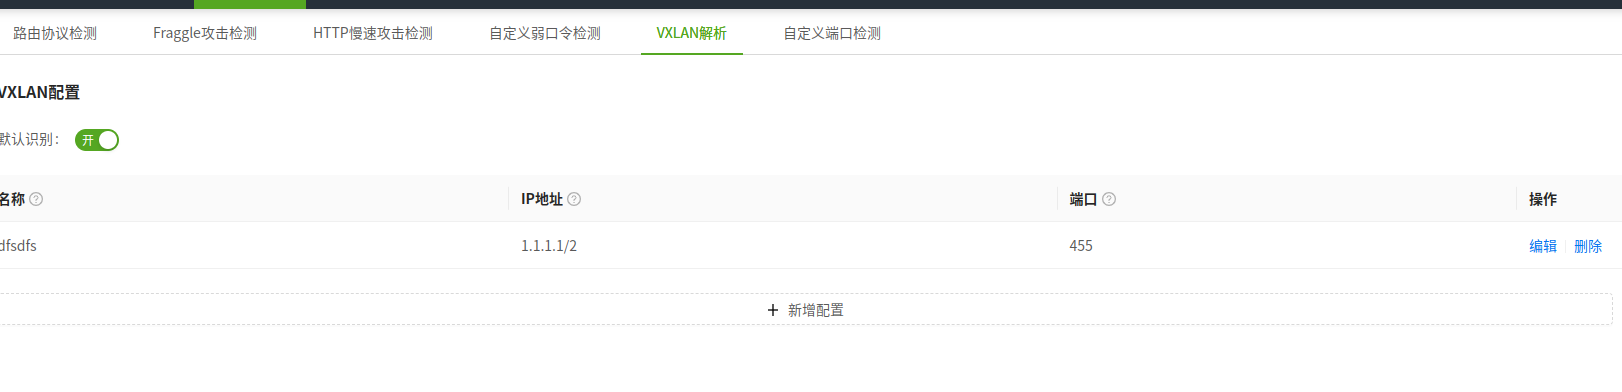 路由协议检测 Fraggle攻击检测 HTTP慢速攻击检测 自定义弱口令检测 VXLAN解析 自定义端口检测
VXLAN配置
默认识别： 开
名称 IP地址 端口 操作
dfsdfs 1.1.1.1/2 455 编辑 删除
+ 新增配置